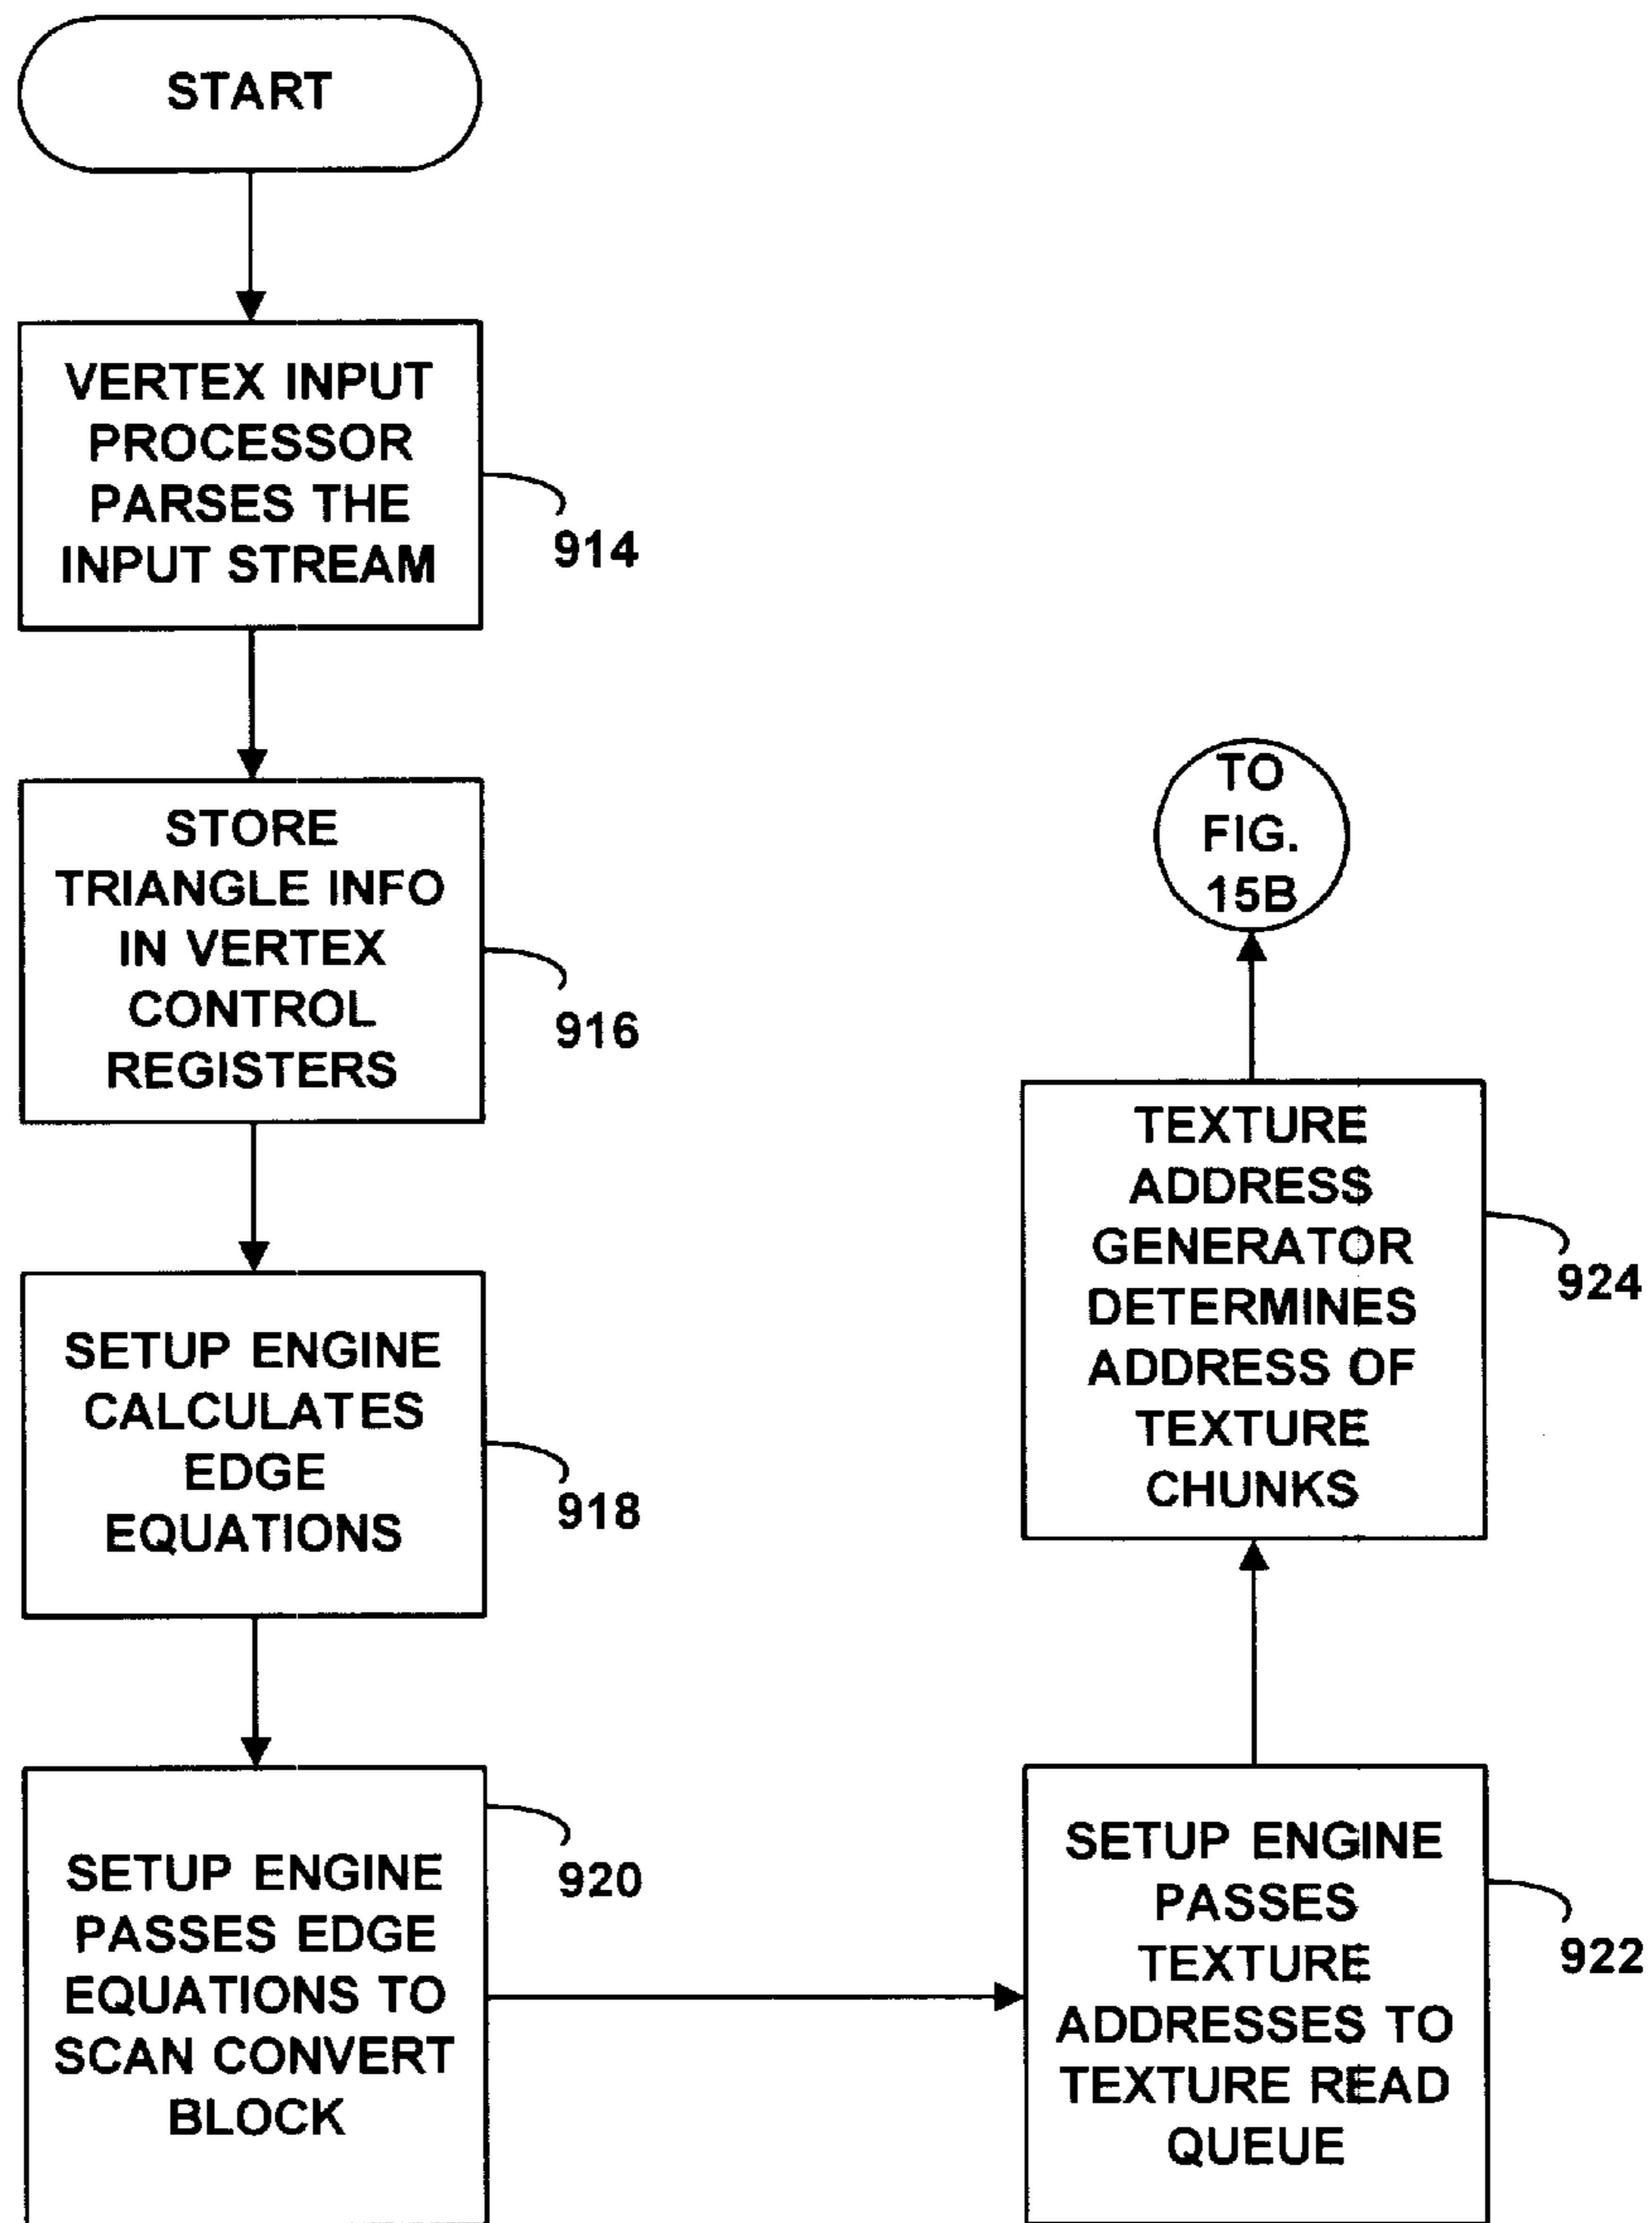 START
VERTEX INPUT
PROCESSOR
PARSES THE
INPUT STREAM
914
STORE
TRIANGLE INFO
IN VERTEX
CONTROL
REGISTERS
916
SETUP ENGINE
CALCULATES
EDGE
EQUATIONS
918
SETUP ENGINE
PASSES EDGE
EQUATIONS TO
SCAN CONVERT
BLOCK
920
SETUP ENGINE
PASSES
TEXTURE
ADDRESSES TO
TEXTURE READ
QUEUE
922
TEXTURE
ADDRESS
GENERATOR
DETERMINES
ADDRESS OF
TEXTURE
CHUNKS
924
TO
FIG.
15B